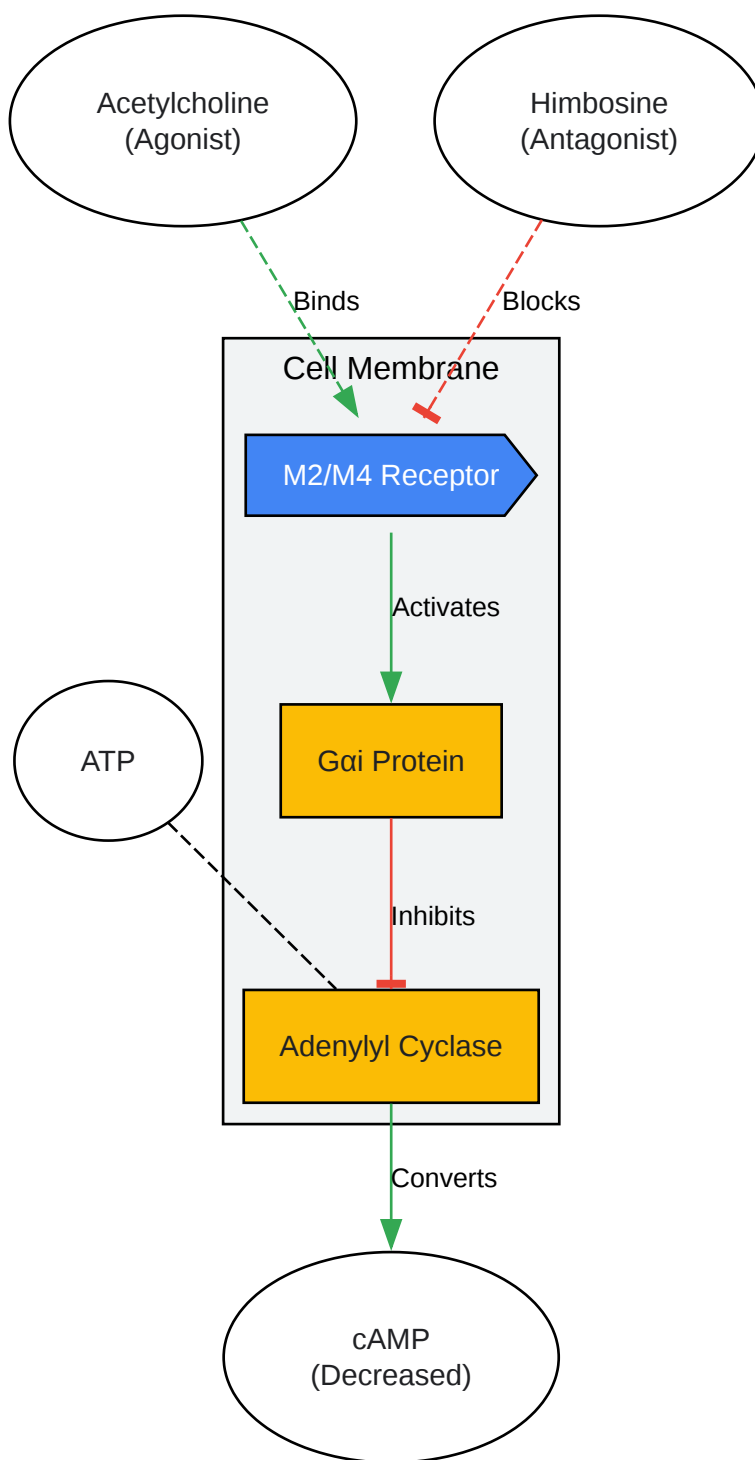 Acetylcholine
(Agonist)
Himbosine
(Antagonist)
Binds
Blocks
Cell Membrane
M2/M4 Receptor
Activates
ATP
Gαi Protein
Inhibits
Adenylyl Cyclase
Converts
cAMP
(Decreased)